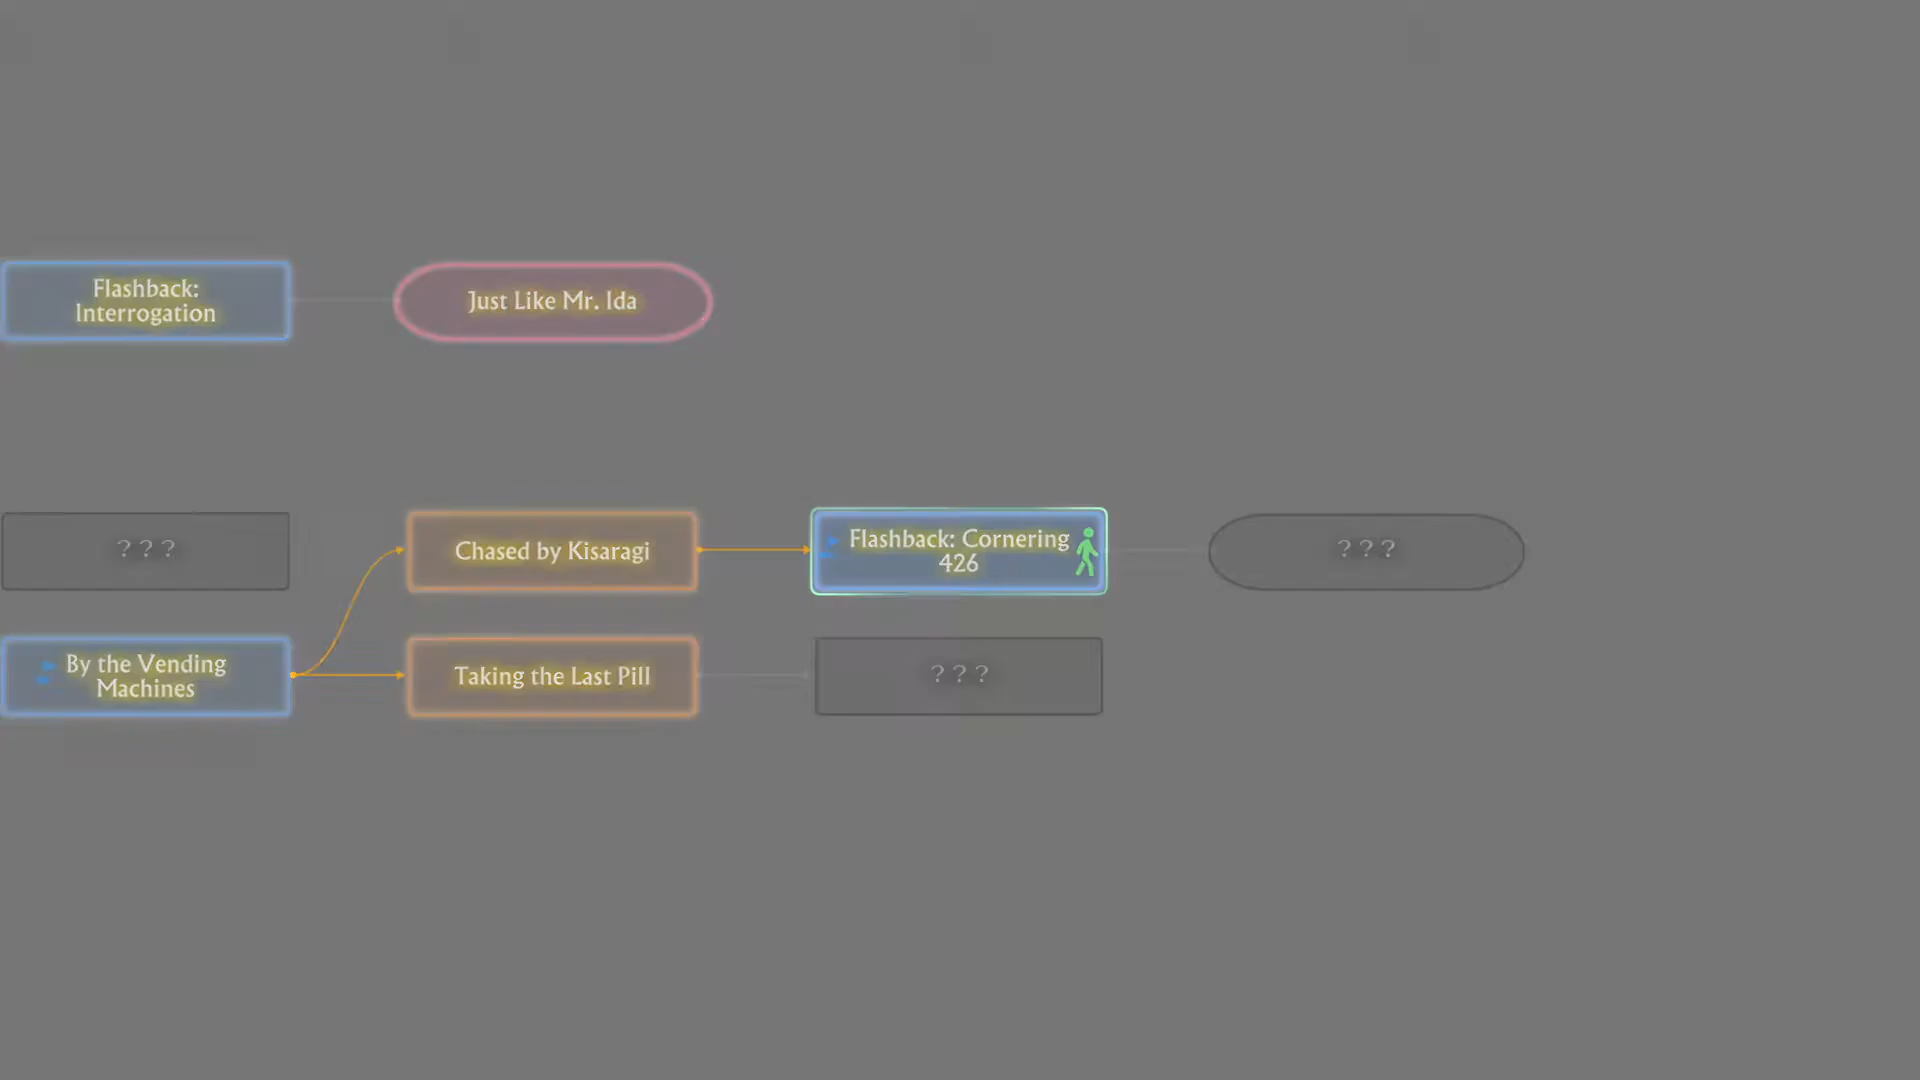 Flashback:
Interrogation
Just Like Mr. Ida
? ? ?
Chased by Kisaragi
Flashback: Cornering
426
? ? ?
By the Vending
Machines
Taking the Last Pill
? ? ?